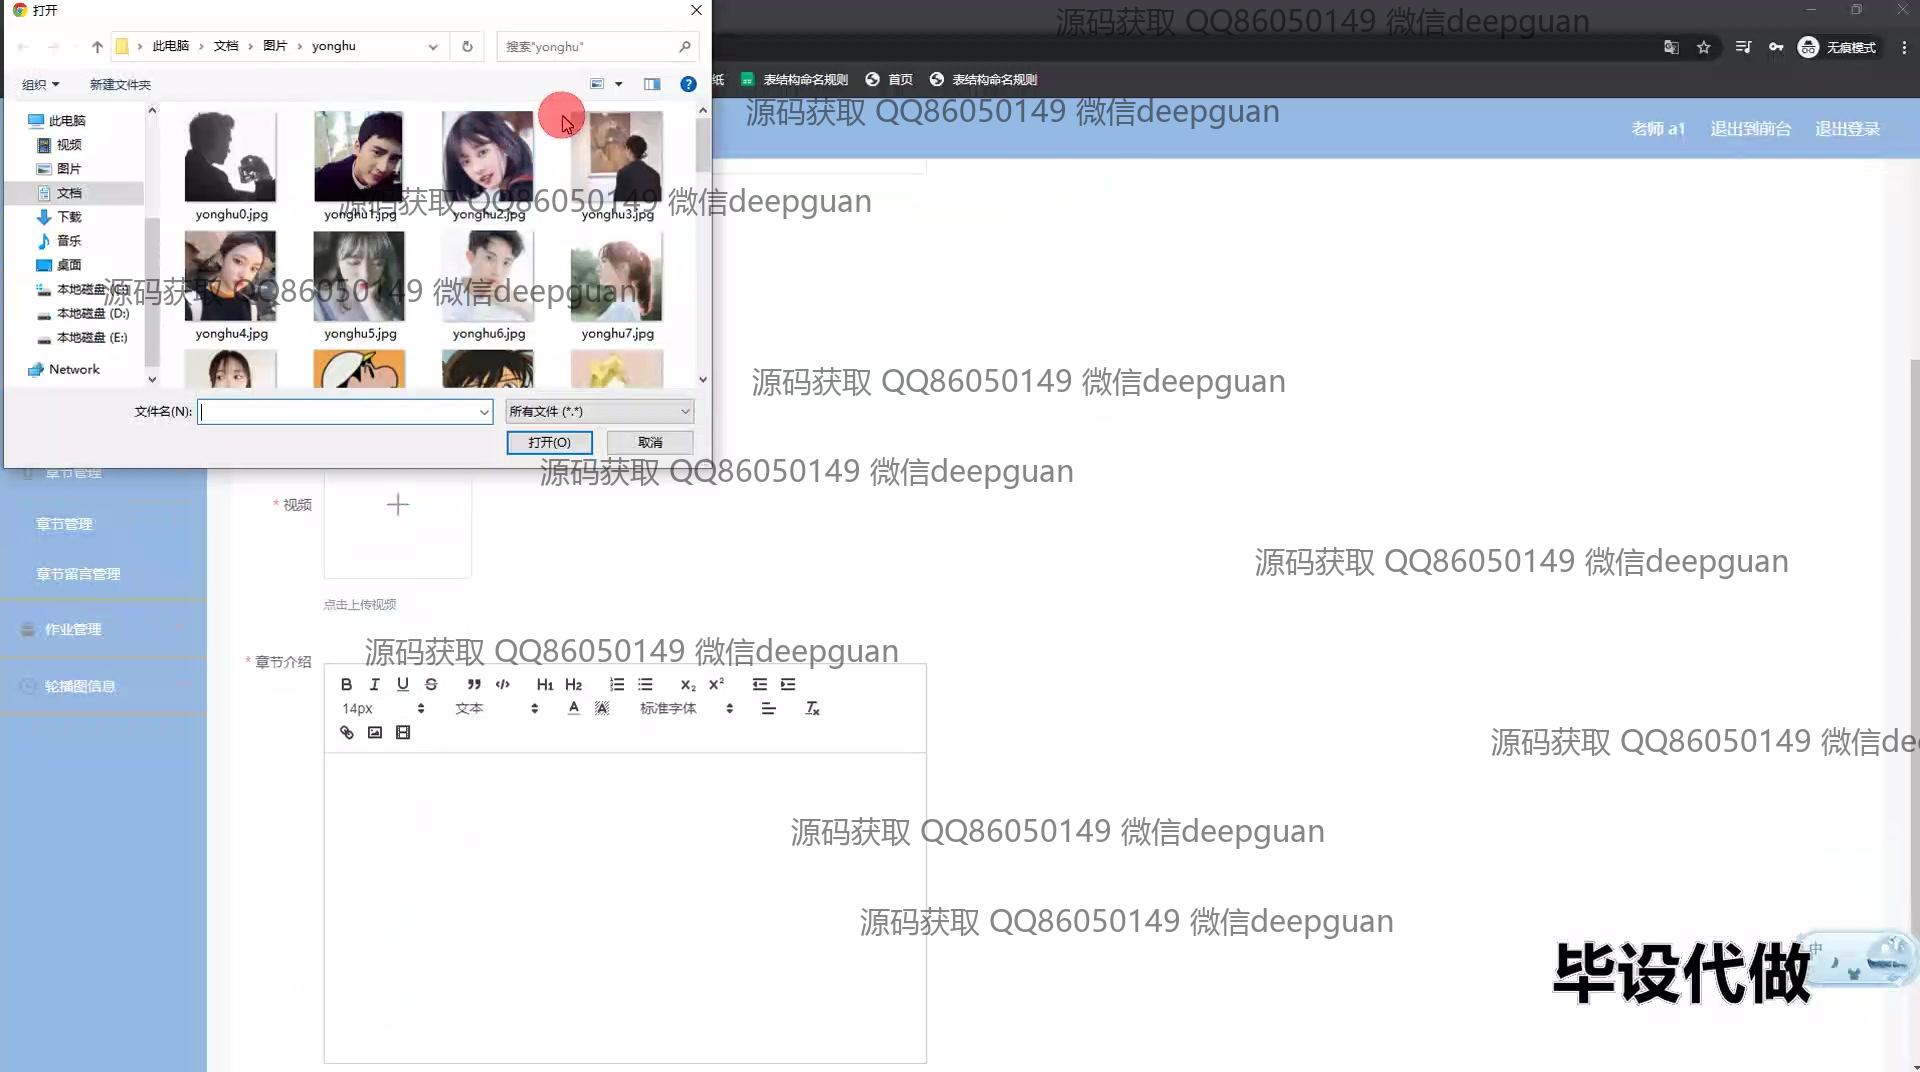 打开
源码获取 QQ86050149 微信deepguan
此电脑 文档 图片 yonghu
搜索"yonghu"
无痕模式
组织 新建文件夹
纸 表结构命名规则 首页 表结构命名规则
源码获取 QQ86050149 微信deepguan
老师 a1 退出到前台 退出登录
此电脑
视频
图片
文档
下载
音乐
桌面
本地磁盘 (C:)
本地磁盘 (D:)
本地磁盘 (E:)
Network
yonghu0.jpg yonghu1.jpg yonghu2.jpg yonghu3.jpg
源码获取 QQ86050149 微信deepguan
源码获取 QQ86050149 微信deepguan
yonghu4.jpg yonghu5.jpg yonghu6.jpg yonghu7.jpg
源码获取 QQ86050149 微信deepguan
文件名(N): 所有文件 (*.*)
打开(O) 取消
章节管理
源码获取 QQ86050149 微信deepguan
* 视频
章节管理
源码获取 QQ86050149 微信deepguan
章节留言管理
点击上传视频
作业管理
源码获取 QQ86050149 微信deepguan
* 章节介绍
轮播图信息
B I U S H1 H2 X2 X2
14px 文本 A A 标准字体 Tx
源码获取 QQ86050149 微信de
源码获取 QQ86050149 微信deepguan
源码获取 QQ86050149 微信deepguan
中
毕设代做